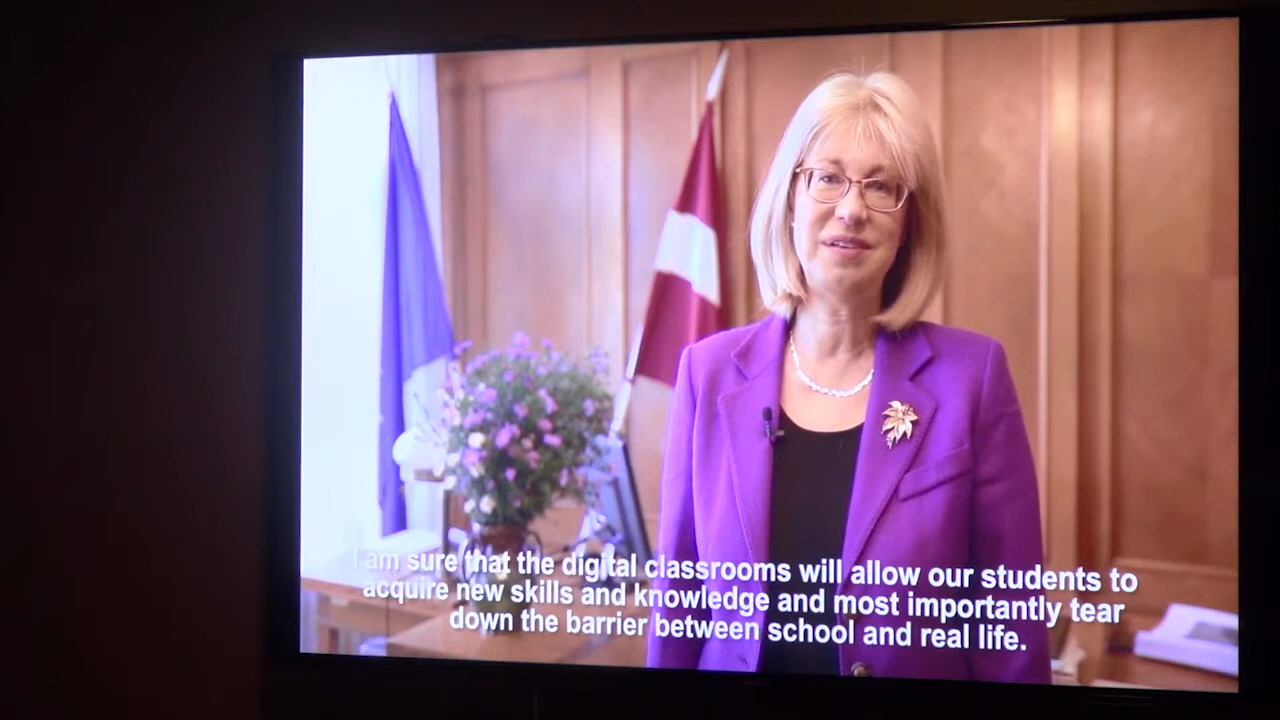 I am sure that the digital classrooms will allow our students to
acquire new skills and knowledge and most importantly tear
down the barrier between school and real life.